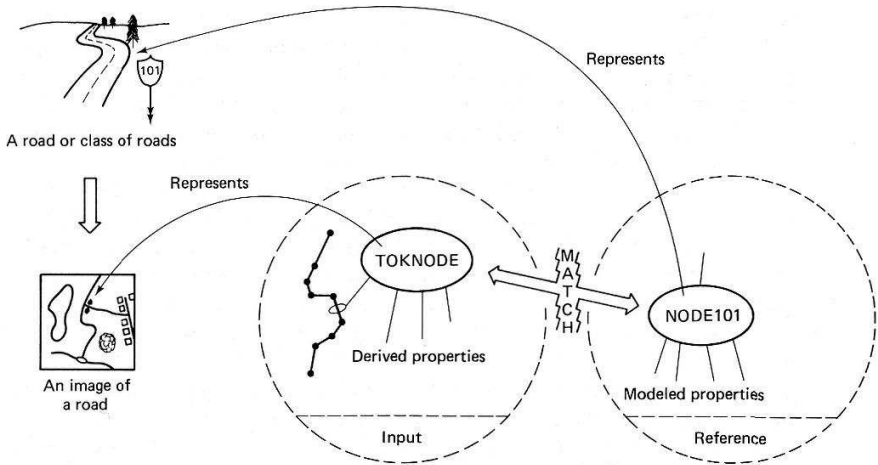 101
Represents
A road or class of roads
Represents
TOKNODE
MATCH
NODE101
Derived properties
Modeled properties
An image of
a road
Input
Reference